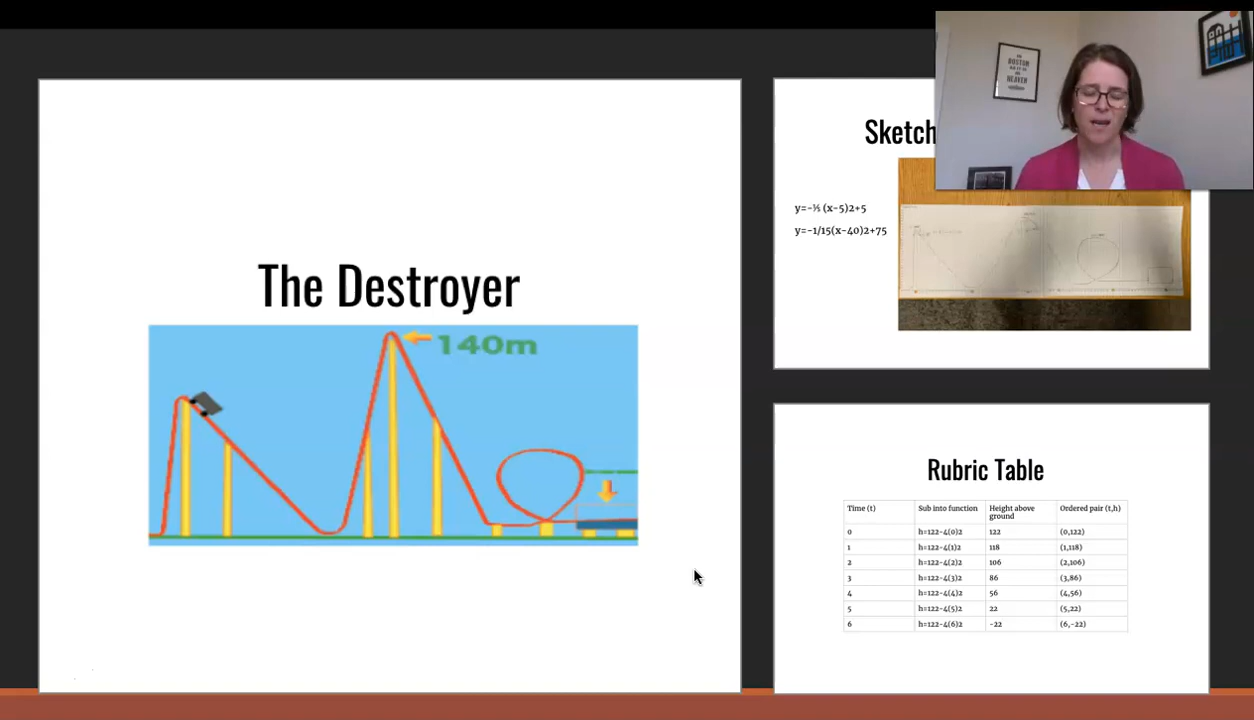 The Destroyer
140m
Sketch
y=-⅕ (x-5)2+5
y=-1/15(x-40)2+75
BOSTON
HEAVEN
Rubric Table
Time (t) Sub into function Height above ground Ordered pair (t,h)
0 h=122-4(0)2 122 (0,122)
1 h=122-4(1)2 118 (1,118)
2 h=122-4(2)2 106 (2,106)
3 h=122-4(3)2 86 (3,86)
4 h=122-4(4)2 56 (4,56)
5 h=122-4(5)2 22 (5,22)
6 h=122-4(6)2 -22 (6,-22)